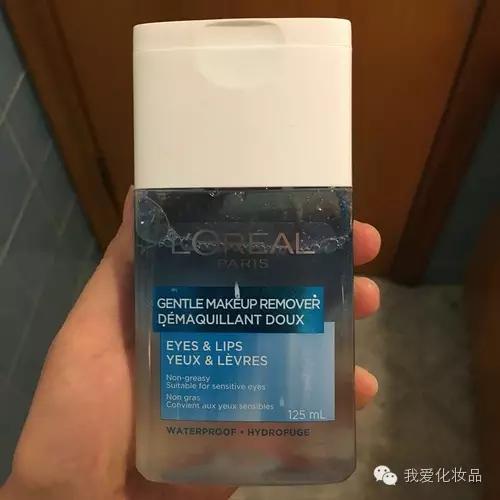 L'ORÉAL
PARIS
GENTLE MAKEUP REMOVER
DÉMAQUILLANT DOUX
EYES & LIPS
YEUX & LÈVRES
Non-greasy
Suitable for sensitive eyes
Non gras
Convient aux yeux sensibles
125 mL
WATERPROOF • HYDROFUGE
我爱化妆品